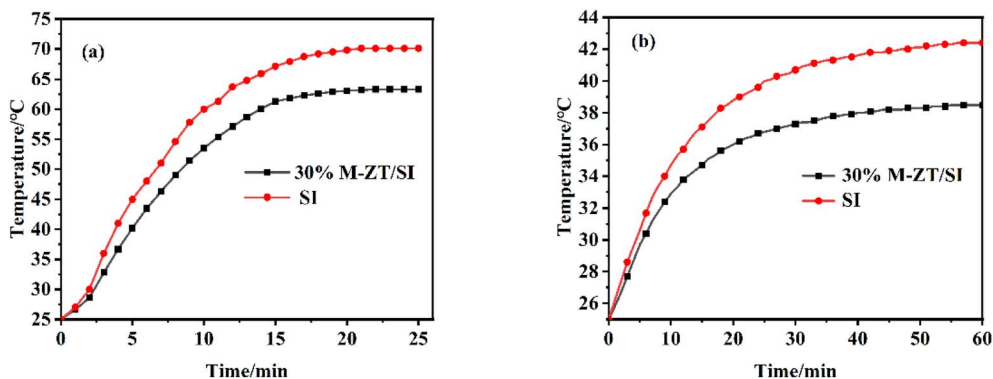 (a)
Temperature/°C
75
70
65
60
55
50
45
40
35
30
25
30% M-ZT/SI
SI
0 5 10 15 20 25
Time/min
(b)
Temperature/°C
44
42
40
38
36
34
32
30
28
26
30% M-ZT/SI
SI
0 10 20 30 40 50 60
Time/min